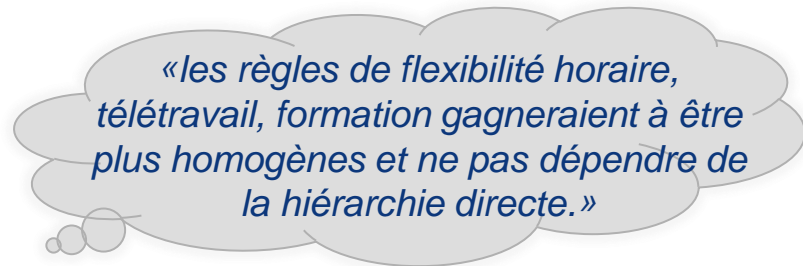 «les règles de flexibilité horaire,
télétravail, formation gagneraient à être
plus homogènes et ne pas dépendre de
la hiérarchie directe.»